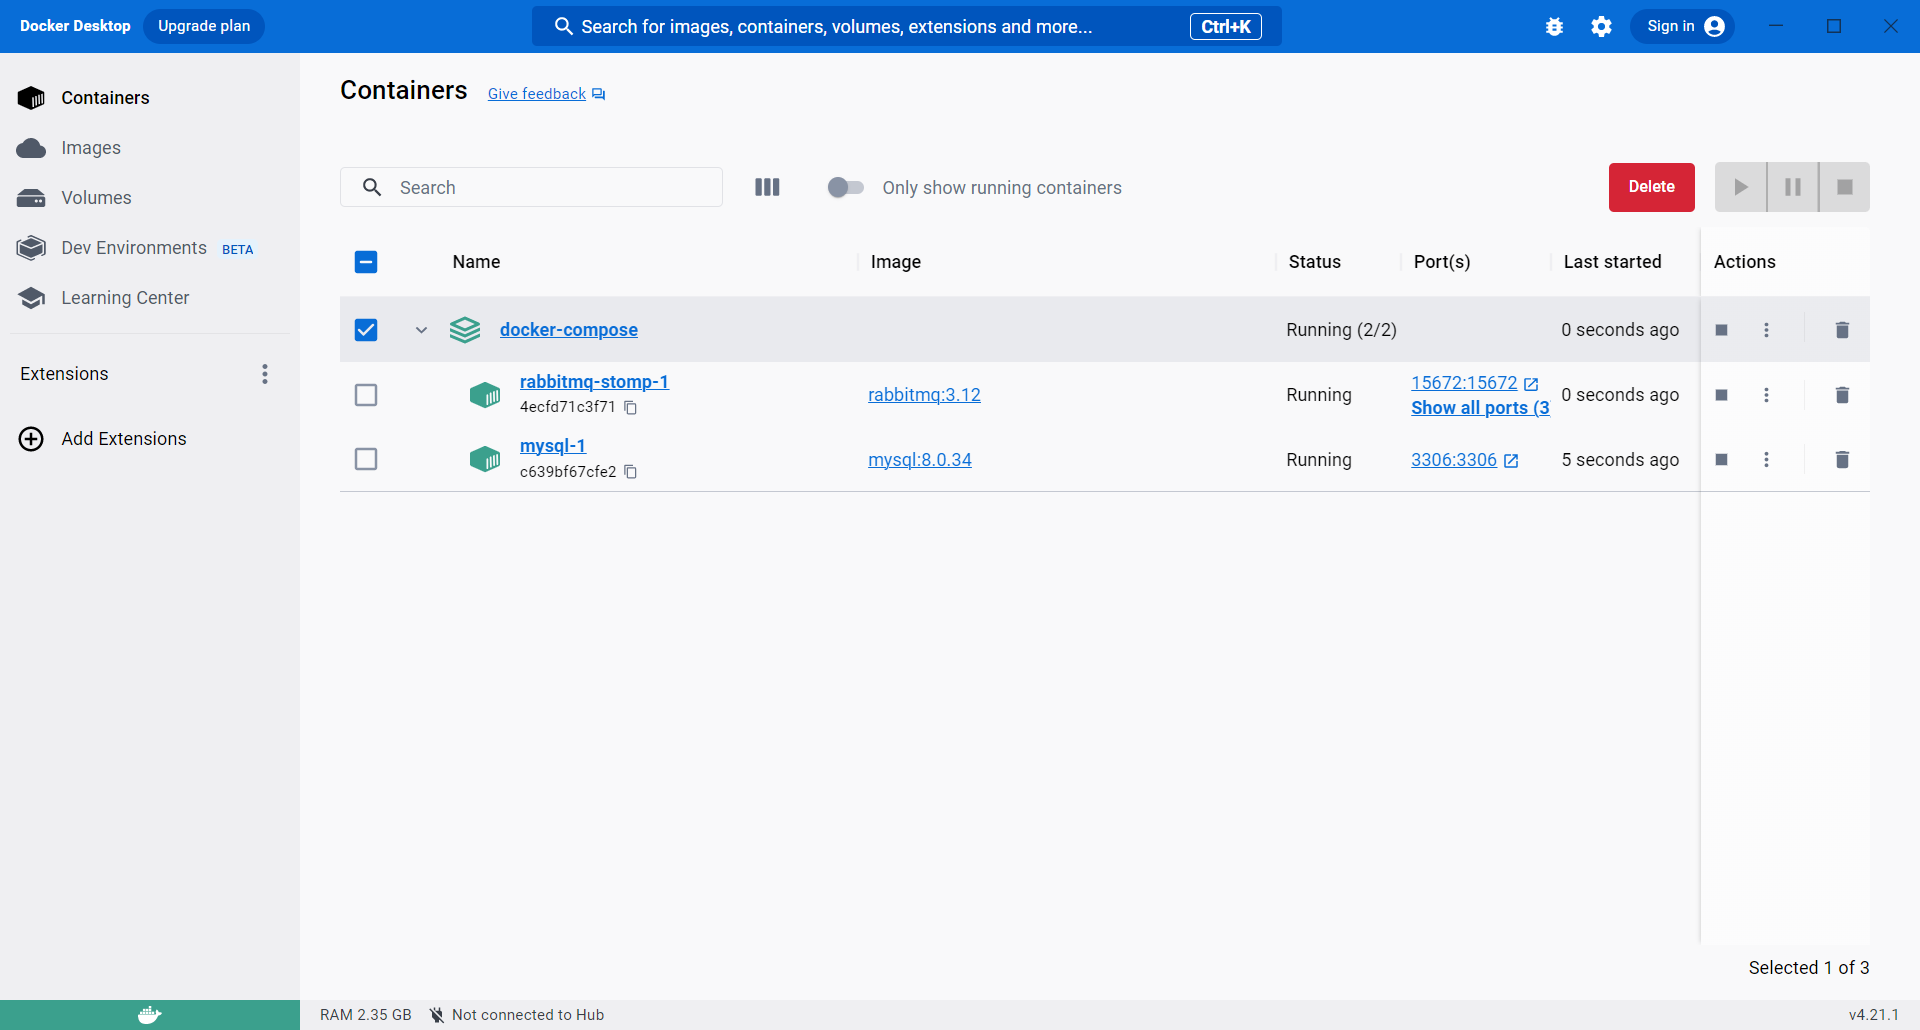 Docker Desktop
Upgrade plan
Search for images, containers, volumes, extensions and more...
Ctrl+K
Sign in
Containers
Images
Volumes
Dev Environments BETA
Learning Center
Extensions
Add Extensions
Containers
Give feedback
Search
Only show running containers
Delete
Name Image Status Port(s) Last started Actions
docker-compose Running (2/2) 0 seconds ago
rabbitmq-stomp-1
4ecfd71c3f71
rabbitmq:3.12
Running
15672:15672
Show all ports (3
0 seconds ago
mysql-1
c639bf67cfe2
mysql:8.0.34
Running
3306:3306
5 seconds ago
Selected 1 of 3
RAM 2.35 GB
Not connected to Hub
v4.21.1